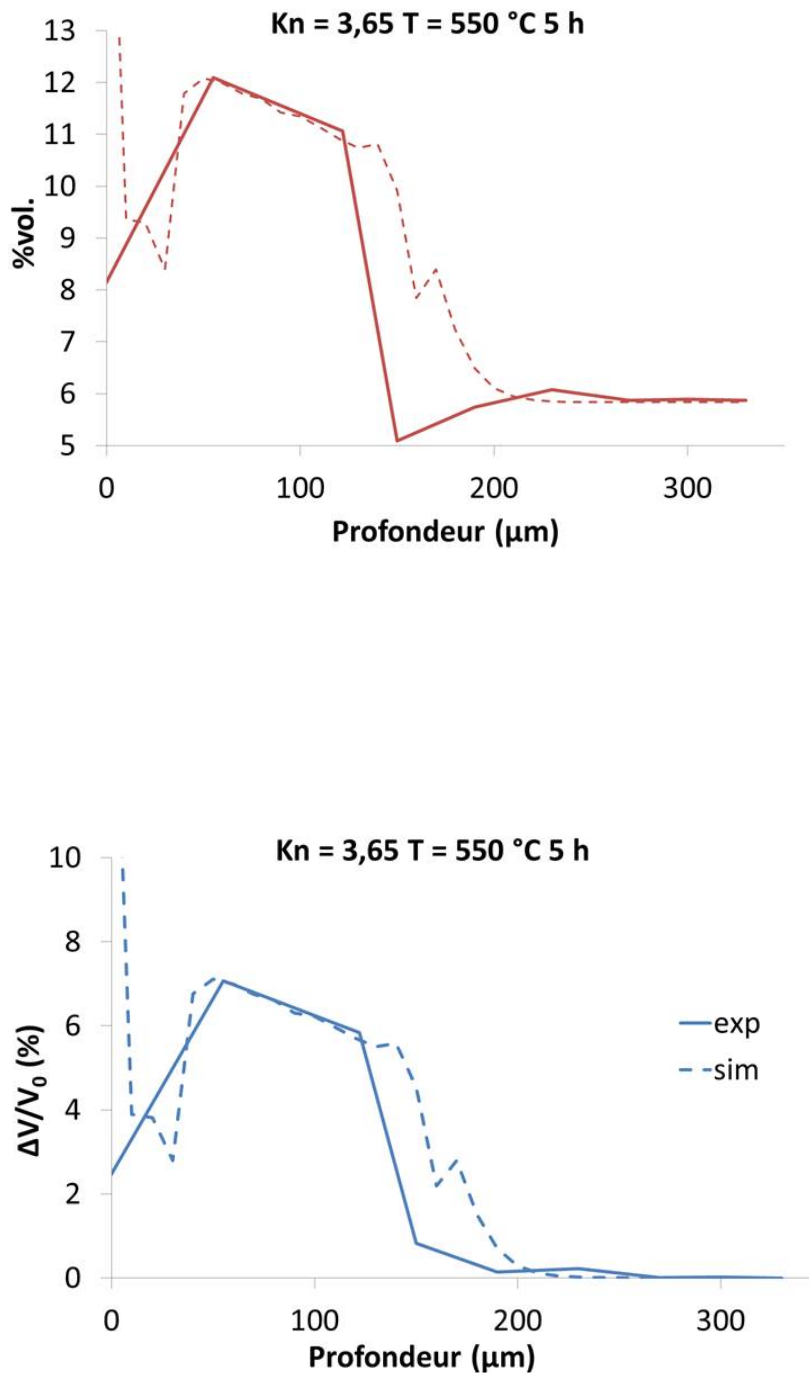 Kn = 3,65 T = 550 °C 5 h
13
12
11
10
9
8
7
6
5
%vol.
0 100 200 300
Profondeur (µm)
Kn = 3,65 T = 550 °C 5 h
10
8
6
4
2
0
ΔV/V₀ (%)
exp
sim
0 100 200 300
Profondeur (µm)